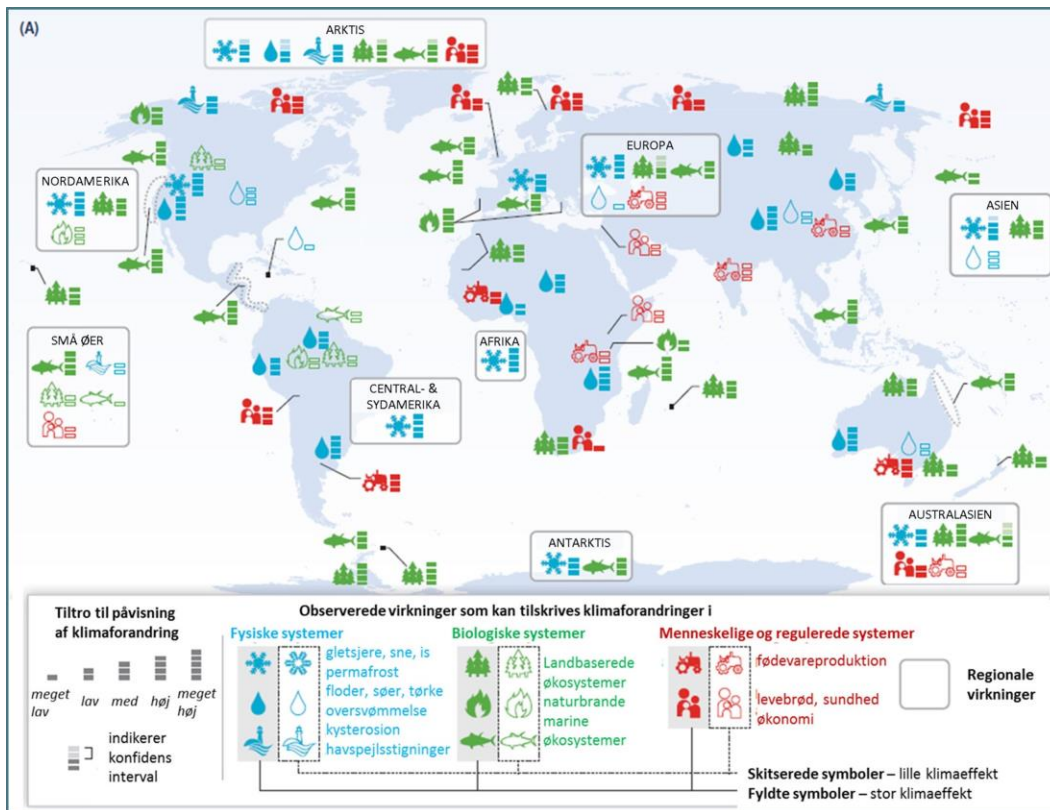 (A)
ARKTIS
NORDAMERIKA
EUROPA
ASIEN
SMÅ ØER
AFRIKA
CENTRAL- &
SYDAMERIKA
ANTARKTIS
AUSTRALASIEN
Tiltro til påvisning
af klimaforandring
meget
lav
lav
med
høj
meget
høj
indikerer
konfidens
interval
Observerede virkninger som kan tilskrives klimaforandringer i
Fysiske systemer
gletsjere, sne, is
permafrost
floder, søer, tørke
oversvømmelse
kysterosion
havspejlsstigninger
Biologiske systemer
Landbaserede
økosystemer
naturbrande
marine
økosystemer
Menneskelige og regulerede systemer
fødevareproduktion
levebrød, sundhed
økonomi
Regionale
virkninger
Skitserede symboler – lille klimaeffekt
Fyldte symboler – stor klimaeffekt